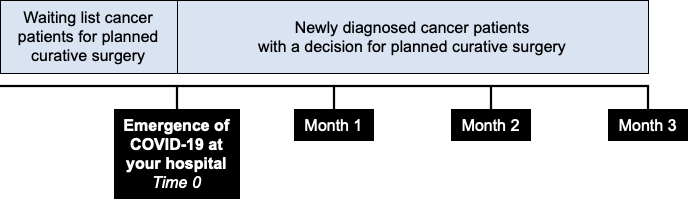 Waiting list cancer
patients for planned
curative surgery
Newly diagnosed cancer patients
with a decision for planned curative surgery
Emergence of
COVID-19 at
your hospital
Time 0
Month 1
Month 2
Month 3